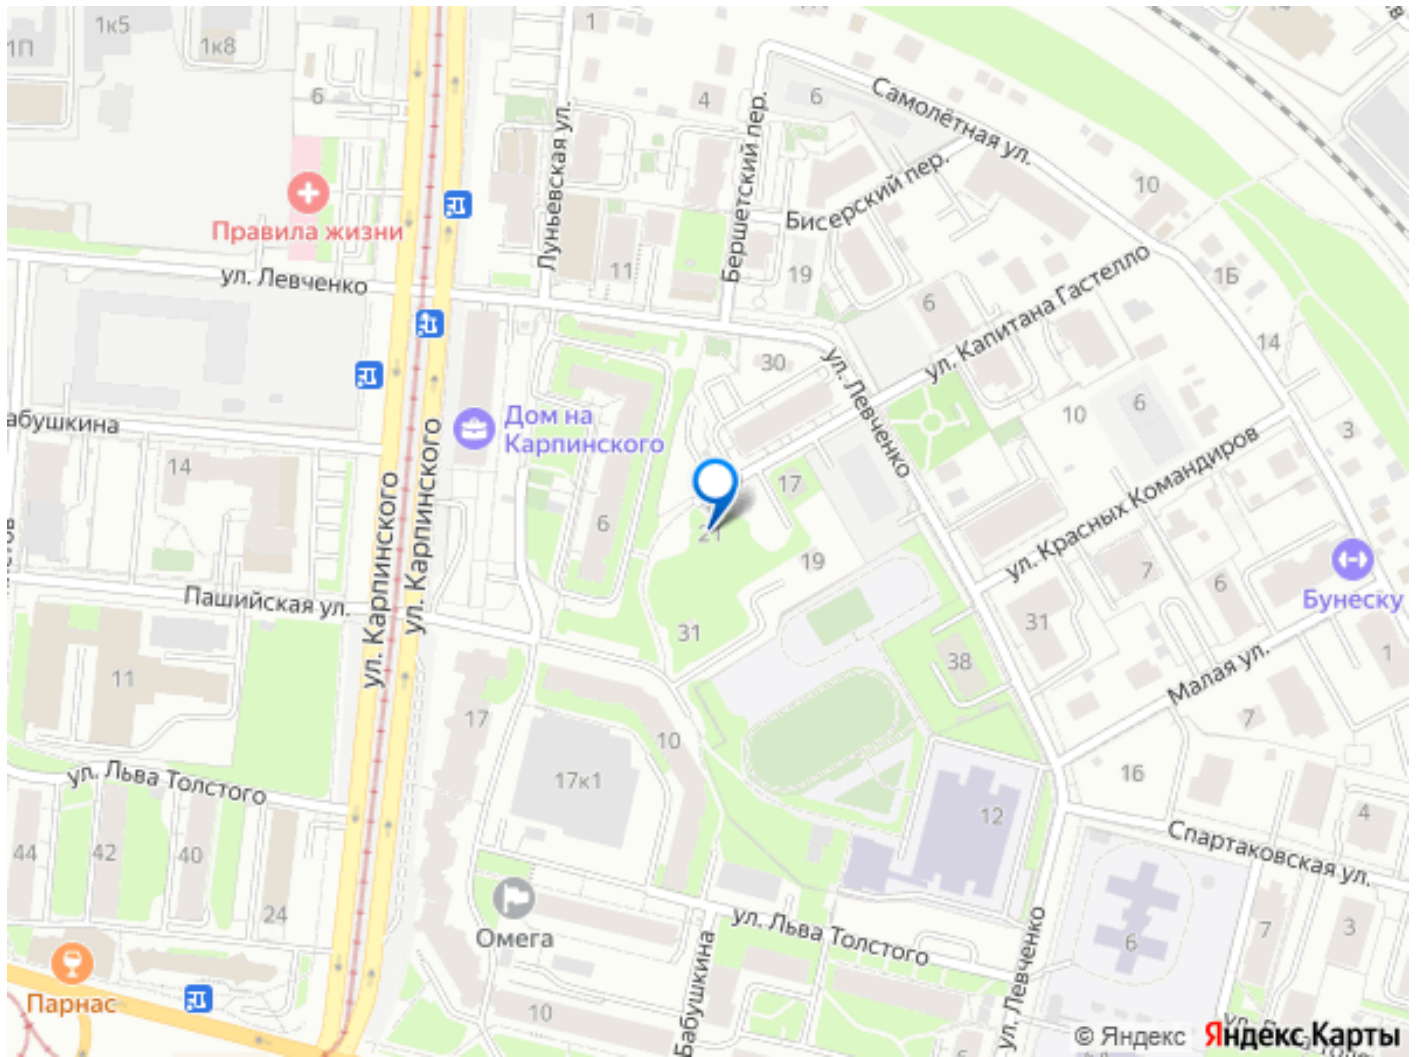 1к5
1к8
1П
6
1
4
6
Луньевская ул.
Бершетский пер.
Самолётная ул.
Бисерский пер.
10
Правила жизни
ул. Левченко
11
19
6
1Б
14
ул. Капитана Гастелло
30
ул. Левченко
Дом на
Карпинского
абушкина
14
ул. Карпинского
ул. Карпинского
6
21
17
19
31
10
6
3
ул. Красных Командиров
7
6
31
Бунеску
Пашийская ул.
11
38
Малая ул.
1
7
17
10
17к1
16
12
4
ул. Льва Толстого
44
42
40
24
Спартаковская ул.
Омега
ул. Льва Толстого
Бабушкина
ул. Левченко
6
7
3
Парнас
10
© Яндекс
Яндекс Карты